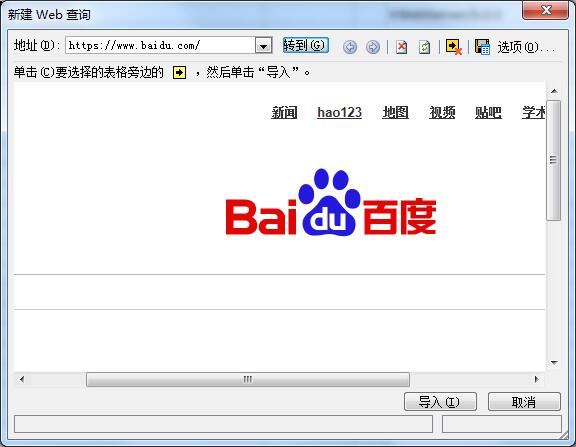 新建 Web 查询
地址(D): https://www.baidu.com/ 转到(G) 选项(O)...
单击(C)要选择的表格旁边的 ，然后单击“导入”。
新闻 hao123 地图 视频 贴吧 学术
Bai du 百度
导入(I) 取消